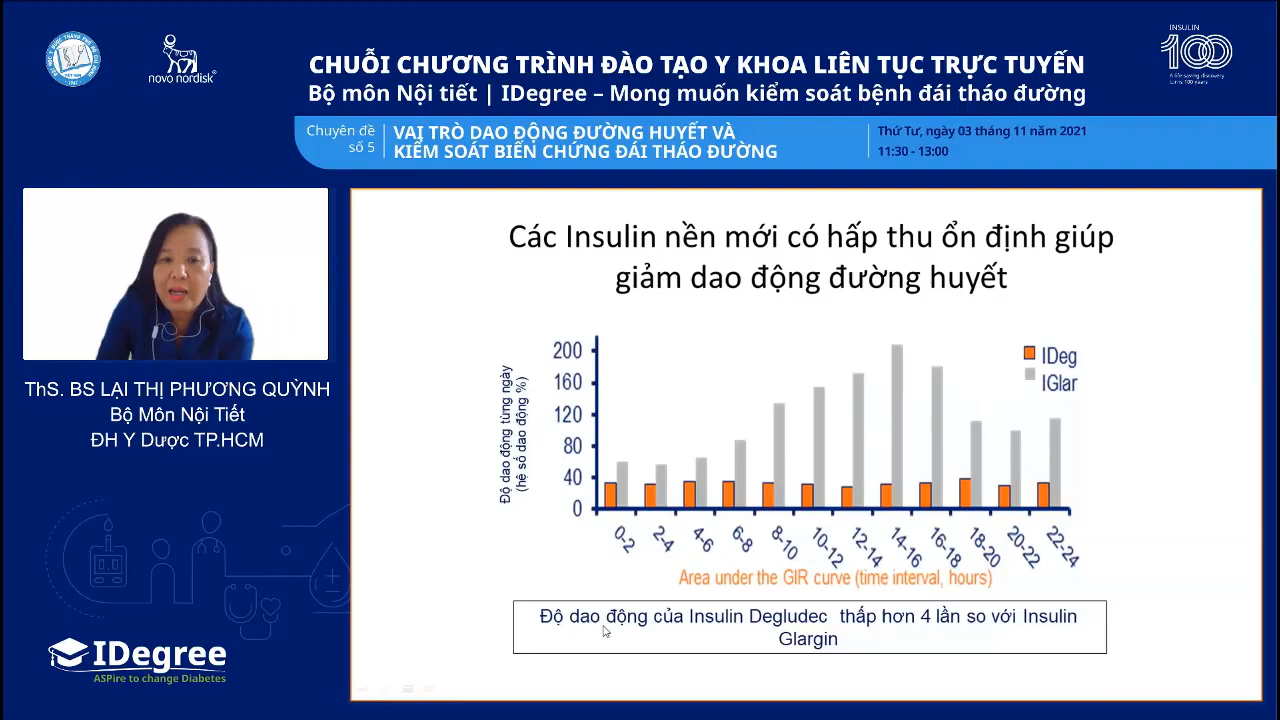 novo nordisk
INSULIN
100
A life-saving discovery
turns 100 years
CHUỖI CHƯƠNG TRÌNH ĐÀO TẠO Y KHOA LIÊN TỤC TRỰC TUYẾN
Bộ môn Nội tiết | IDegree – Mong muốn kiểm soát bệnh đái tháo đường
Chuyên đề
số 5
VAI TRÒ DAO ĐỘNG ĐƯỜNG HUYẾT VÀ
KIỂM SOÁT BIẾN CHỨNG ĐÁI THÁO ĐƯỜNG
Thứ Tư, ngày 03 tháng 11 năm 2021
11:30 - 13:00
ThS. BS LẠI THỊ PHƯƠNG QUỲNH
Bộ Môn Nội Tiết
ĐH Y Dược TP.HCM
IDegree
ASPire to change Diabetes
Các Insulin nền mới có hấp thu ổn định giúp
giảm dao động đường huyết
Độ dao động từng ngày
(hệ số dao động %)
200
160
120
80
40
0
IDeg
IGlar
0-2
2-4
4-6
6-8
8-10
10-12
12-14
14-16
16-18
18-20
20-22
22-24
Area under the GIR curve (time interval, hours)
Độ dao động của Insulin Degludec thấp hơn 4 lần so với Insulin
Glargin